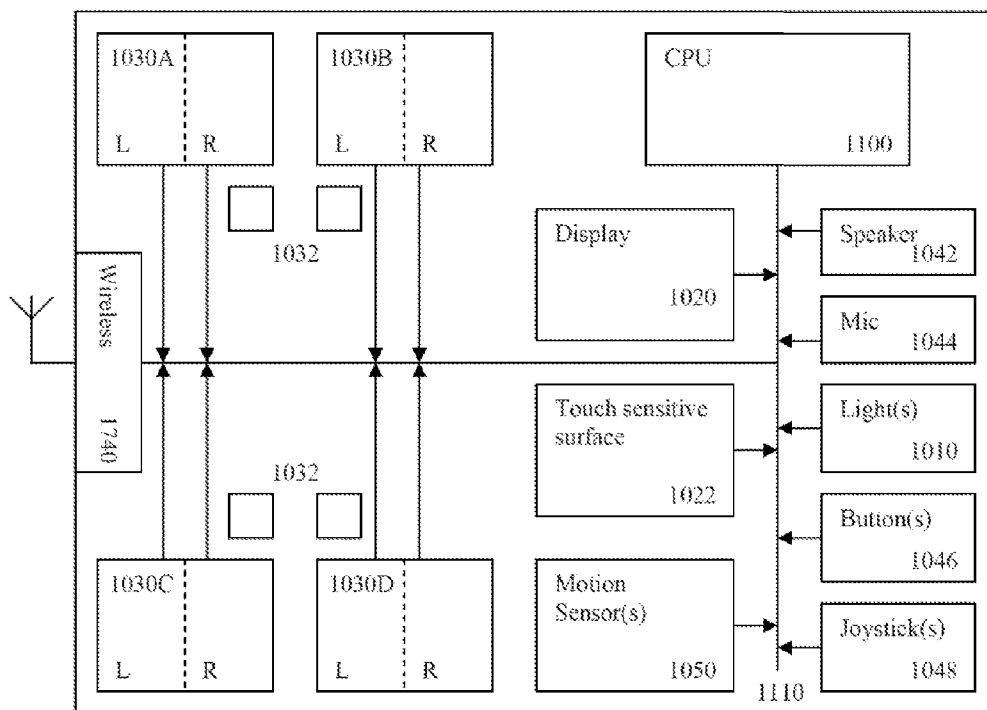 1030A
L R
1030B
L R
CPU
1100
1032
Display
1020
Speaker
1042
Mic
1044
Wireless 1740
Touch sensitive
surface
1022
Light(s)
1010
1032
Button(s)
1046
1030C
L R
1030D
L R
Motion
Sensor(s)
1050
Joystick(s)
1048
1110